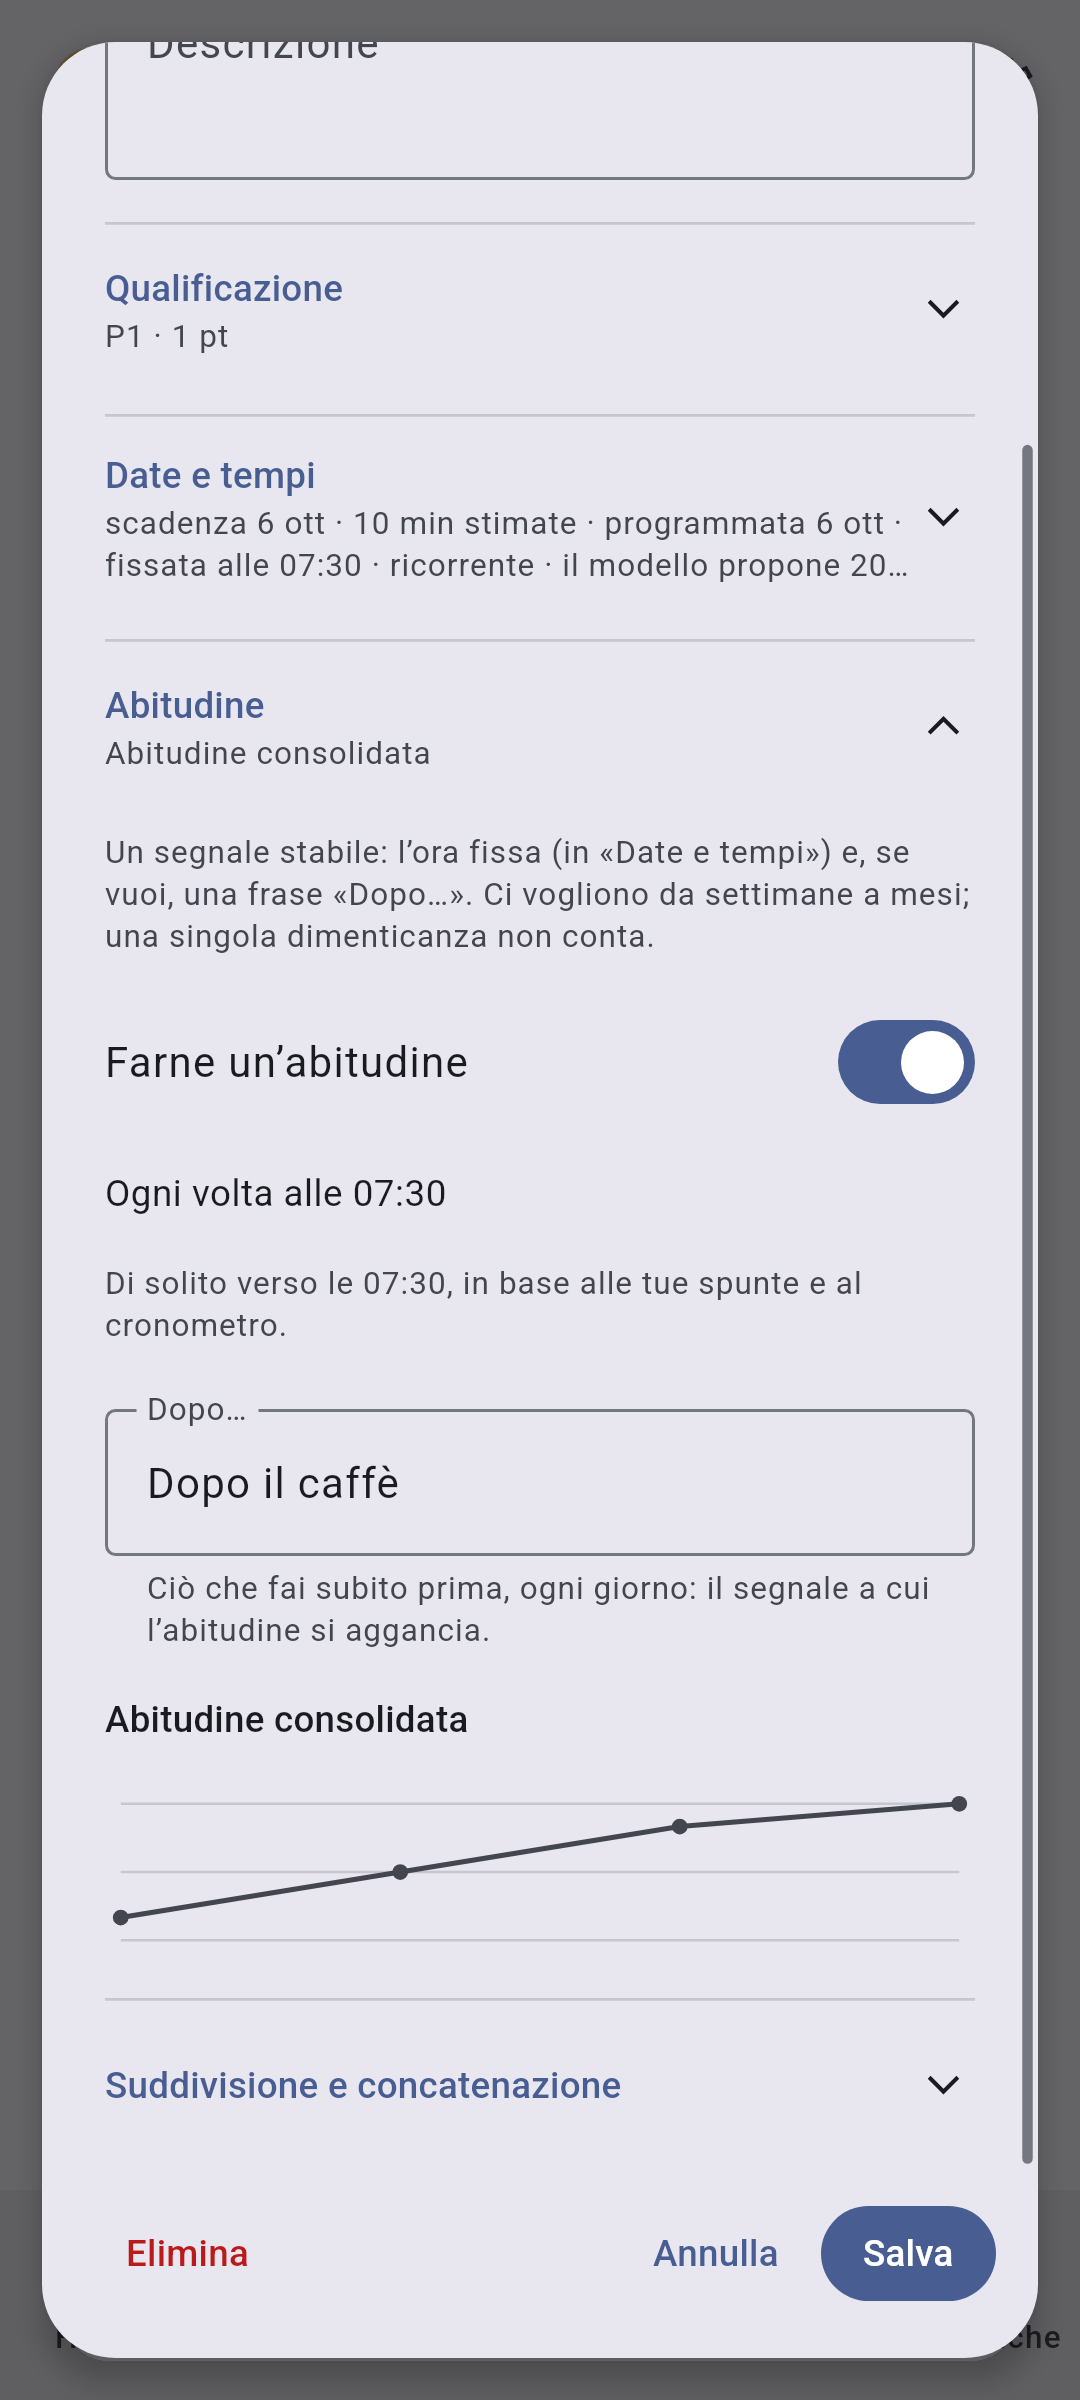 Descrizione
Qualificazione
P1 · 1 pt
Date e tempi
scadenza 6 ott · 10 min stimate · programmata 6 ott ·
fissata alle 07:30 · ricorrente · il modello propone 20…
Abitudine
Abitudine consolidata
Un segnale stabile: l’ora fissa (in «Date e tempi») e, se
vuoi, una frase «Dopo…». Ci vogliono da settimane a mesi;
una singola dimenticanza non conta.
Farne un’abitudine
Ogni volta alle 07:30
Di solito verso le 07:30, in base alle tue spunte e al
cronometro.
Dopo…
Dopo il caffè
Ciò che fai subito prima, ogni giorno: il segnale a cui
l’abitudine si aggancia.
Abitudine consolidata
Suddivisione e concatenazione
Elimina
Annulla
Salva